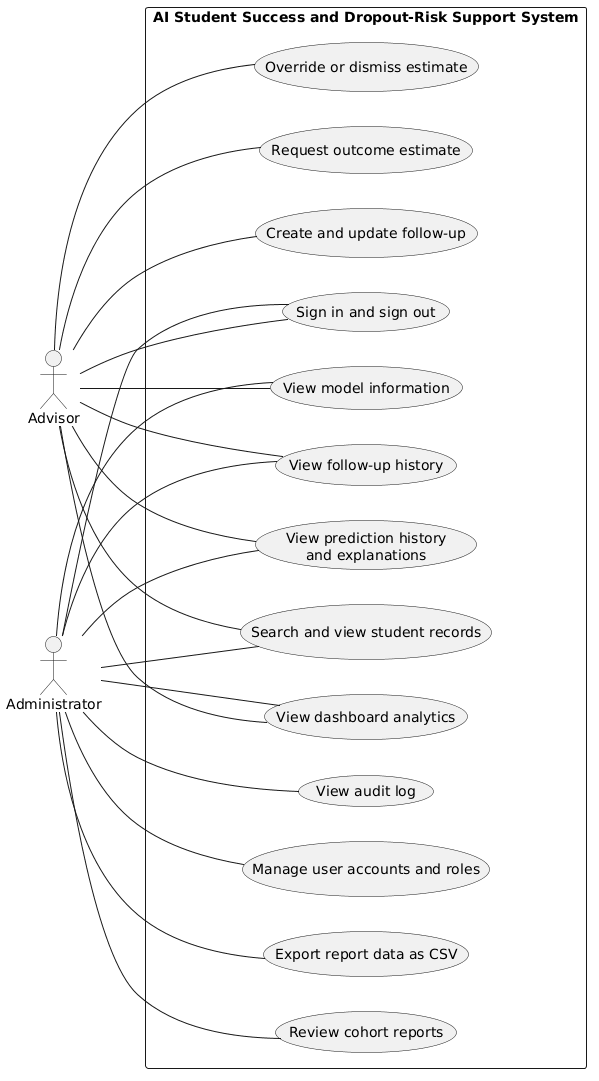 AI Student Success and Dropout-Risk Support System
Override or dismiss estimate
Request outcome estimate
Create and update follow-up
Sign in and sign out
View model information
Advisor
View follow-up history
View prediction history
and explanations
Search and view student records
Administrator
View dashboard analytics
View audit log
Manage user accounts and roles
Export report data as CSV
Review cohort reports